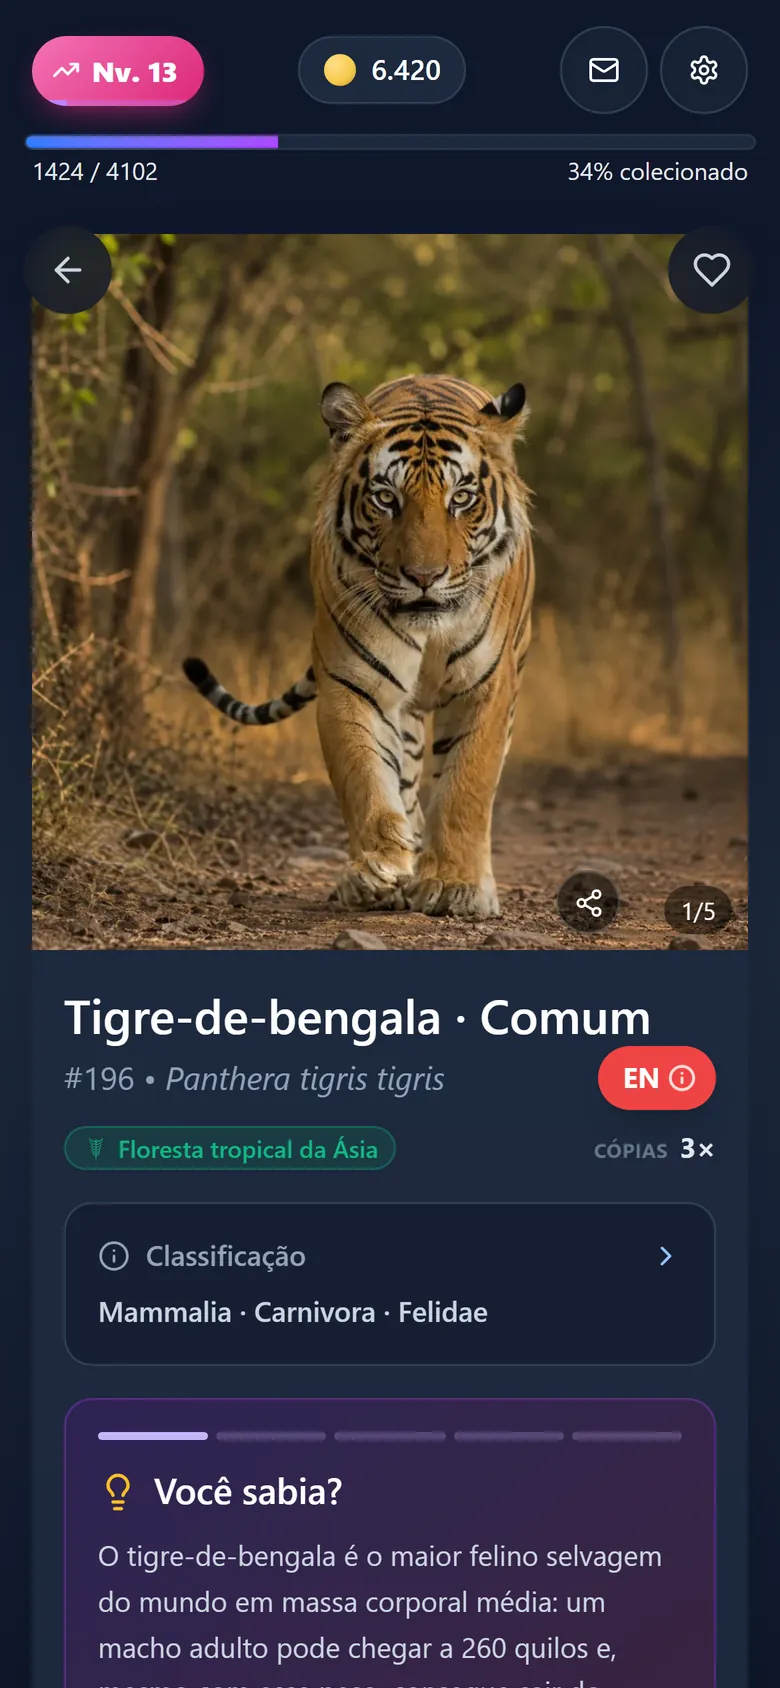 Nv. 13
6.420
1424 / 4102
34% colecionado
1/5
Tigre-de-bengala · Comum
#196 • Panthera tigris tigris
EN
Floresta tropical da Ásia
CÓPIAS 3×
Classificação
Mammalia · Carnivora · Felidae
Você sabia?
O tigre-de-bengala é o maior felino selvagem
do mundo em massa corporal média: um
macho adulto pode chegar a 260 quilos e,